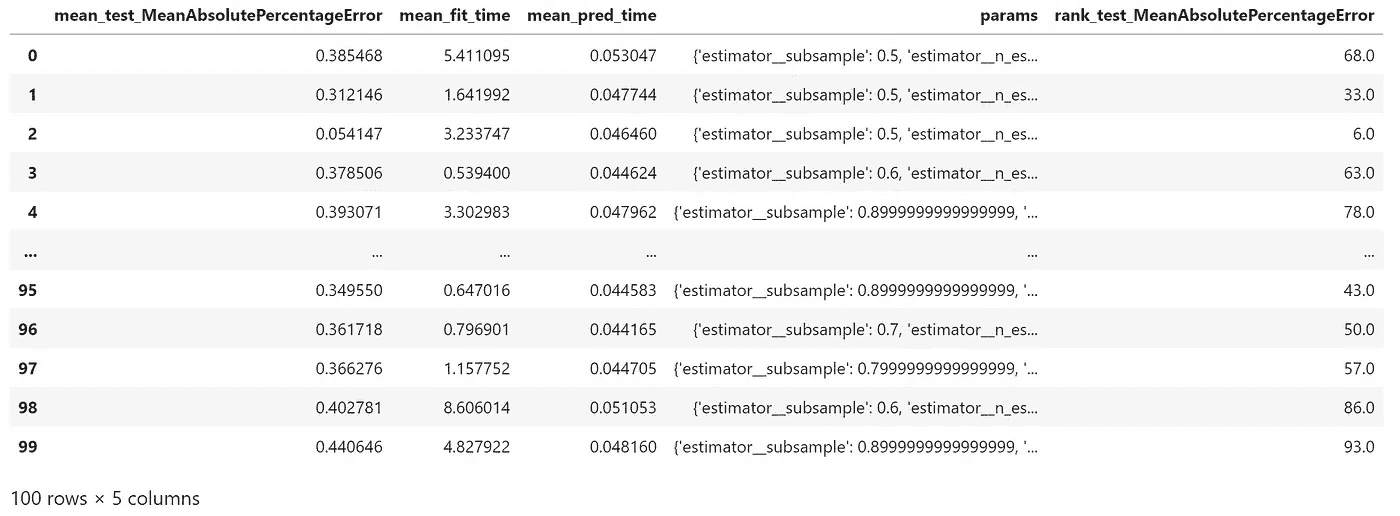 mean_test_MeanAbsolutePercentageError mean_fit_time mean_pred_time params rank_test_MeanAbsolutePercentageError
0 0.385468 5.411095 0.053047 {'estimator__subsample': 0.5, 'estimator__n_es... 68.0
1 0.312146 1.641992 0.047744 {'estimator__subsample': 0.5, 'estimator__n_es... 33.0
2 0.054147 3.233747 0.046460 {'estimator__subsample': 0.5, 'estimator__n_es... 6.0
3 0.378506 0.539400 0.044624 {'estimator__subsample': 0.6, 'estimator__n_es... 63.0
4 0.393071 3.302983 0.047962 {'estimator__subsample': 0.8999999999999999, '... 78.0
... ... ... ... ... ...
95 0.349550 0.647016 0.044583 {'estimator__subsample': 0.8999999999999999, '... 43.0
96 0.361718 0.796901 0.044165 {'estimator__subsample': 0.7, 'estimator__n_es... 50.0
97 0.366276 1.157752 0.044705 {'estimator__subsample': 0.7999999999999999, '... 57.0
98 0.402781 8.606014 0.051053 {'estimator__subsample': 0.6, 'estimator__n_es... 86.0
99 0.440646 4.827922 0.048160 {'estimator__subsample': 0.8999999999999999, '... 93.0
100 rows × 5 columns